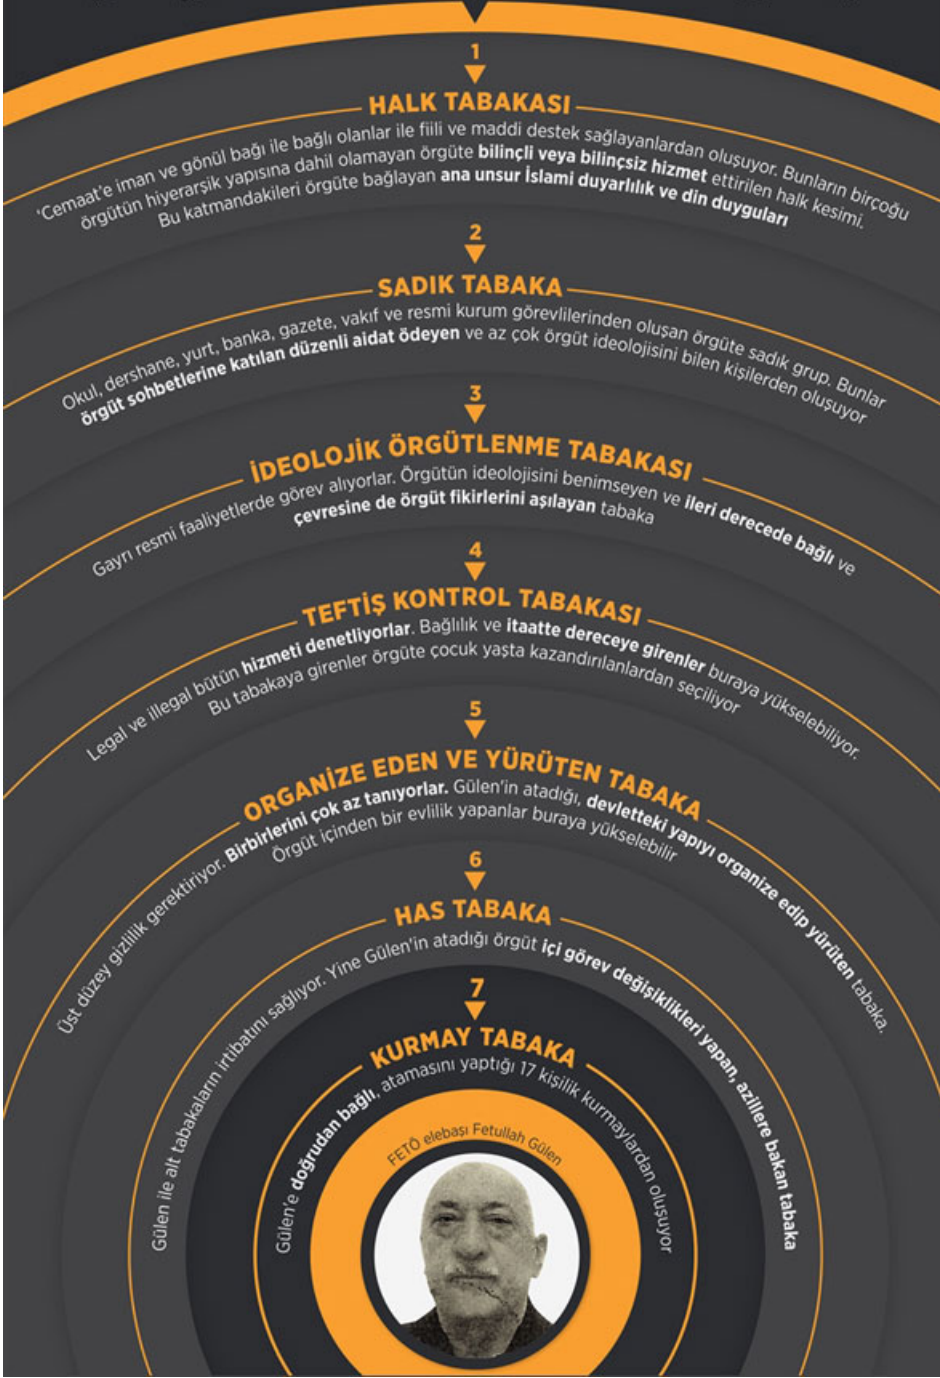 1
HALK TABAKASI
'Cemaat'e iman ve gönül bağı ile bağlı olanlar ile fiili ve maddi destek sağlayanlardan oluşuyor. Bunların birçoğu
örgütün hiyerarşik yapısına dahil olamayan örgüte bilinçli veya bilinçsiz hizmet ettirilen halk kesimi.
Bu katmandakileri örgüte bağlayan ana unsur İslami duyarlılık ve din duyguları
2
SADIK TABAKA
Okul, dershane, yurt, banka, gazete, vakıf ve resmi kurum görevlilerinden oluşan örgüte sadık grup. Bunlar
örgüt sohbetlerine katılan düzenli aidat ödeyen ve az çok örgüt ideolojisini bilen kişilerden oluşuyor
3
İDEOLOJİK ÖRGÜTLENME TABAKASI
Gayrı resmi faaliyetlerde görev alıyorlar. Örgütün ideolojisini benimseyen ve ileri derecede bağlı ve
çevresine de örgüt fikirlerini aşılayan tabaka
4
TEFTİŞ KONTROL TABAKASI
Legal ve illegal bütün hizmeti denetliyorlar. Bağlılık ve itaatte dereceye girenler buraya yükselebiliyor.
Bu tabakaya girenler örgüte çocuk yaşta kazandırılanlardan seçiliyor
5
ORGANİZE EDEN VE YÜRÜTEN TABAKA
Üst düzey gizlilik gerektiriyor. Birbirlerini çok az tanıyorlar. Gülen'in atadığı, devletteki yapıyı organize edip yürüten tabaka.
Örgüt içinden bir evlilik yapanlar buraya yükselebilir
6
HAS TABAKA
Gülen ile alt tabakaların irtibatını sağlıyor. Yine Gülen'in atadığı örgüt içi görev değişiklikleri yapan, azillere bakan tabaka
7
KURMAY TABAKA
Gülen'e doğrudan bağlı, atamasını yaptığı 17 kişilik kurmaylardan oluşuyor
FETÖ elebaşı Fetullah Gülen